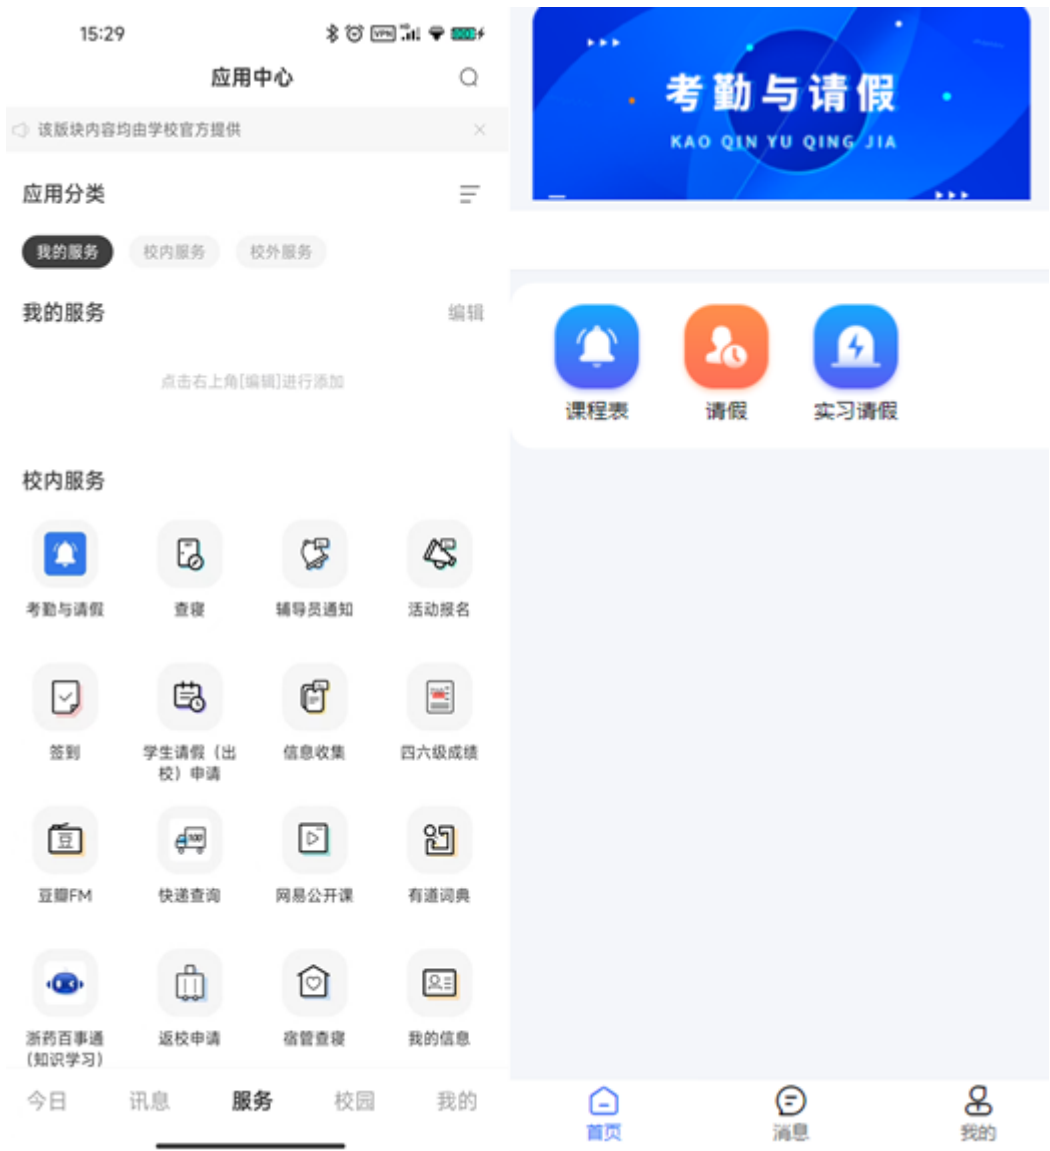 15:29
VPN
应用中心
该版块内容均由学校官方提供
应用分类
我的服务 校内服务 校外服务
我的服务 编辑
点击右上角[编辑]进行添加
校内服务
考勤与请假 查寝 辅导员通知 活动报名
签到 学生请假（出 信息收集 四六级成绩
校）申请
豆
豆瓣FM 快递查询 网易公开课 有道词典
浙药百事通 返校申请 宿管查寝 我的信息
(知识学习)
今日 讯息 服务 校园 我的
考勤与请假
KAO QIN YU QING JIA
课程表 请假 实习请假
首页 消息 我的